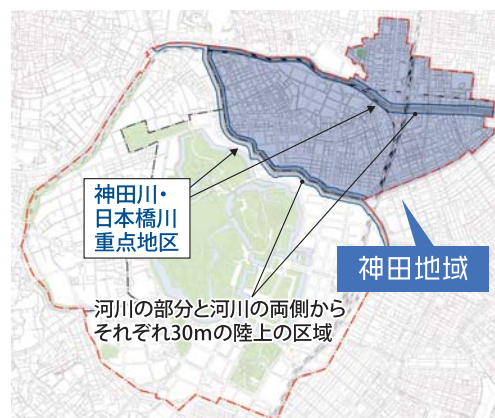 神田川・
日本橋川
重点地区
神田地域
河川の部分と河川の両側から
それぞれ30mの陸上の区域